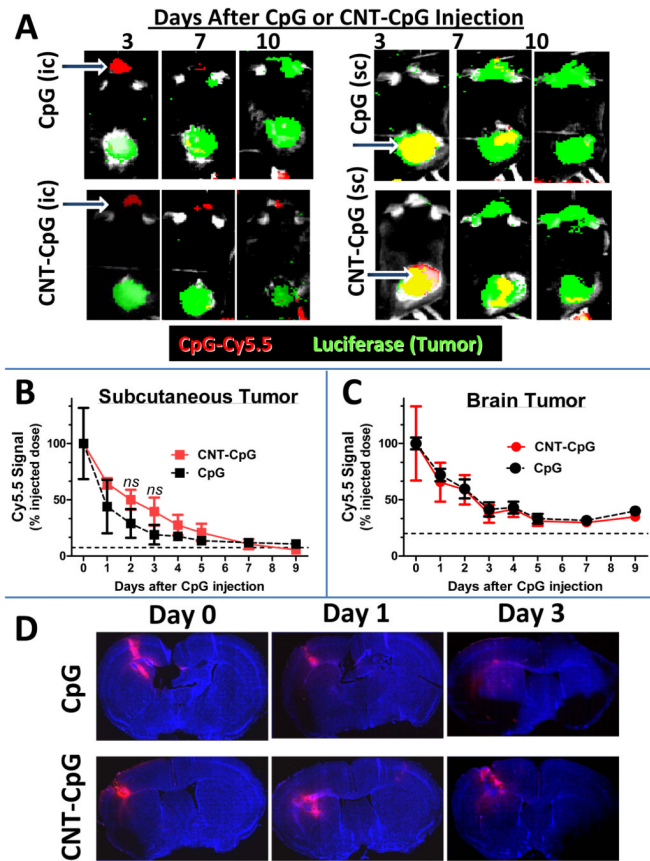 A
Days After CpG or CNT-CpG Injection
3 7 10 3 7 10
CpG (ic)
CpG (sc)
CNT-CpG (ic)
CNT-CpG (sc)
CpG-Cy5.5 Luciferase (Tumor)
B
Subcutaneous Tumor
Cy5.5 Signal
(% injected dose)
100
50
0
CNT-CpG
CpG
ns
ns
0 1 2 3 4 5 6 7 8 9
Days after CpG injection
C
Brain Tumor
Cy5.5 Signal
(% injected dose)
100
50
0
CNT-CpG
CpG
0 1 2 3 4 5 6 7 8 9
Days after CpG injection
D
Day 0 Day 1 Day 3
CpG
CNT-CpG